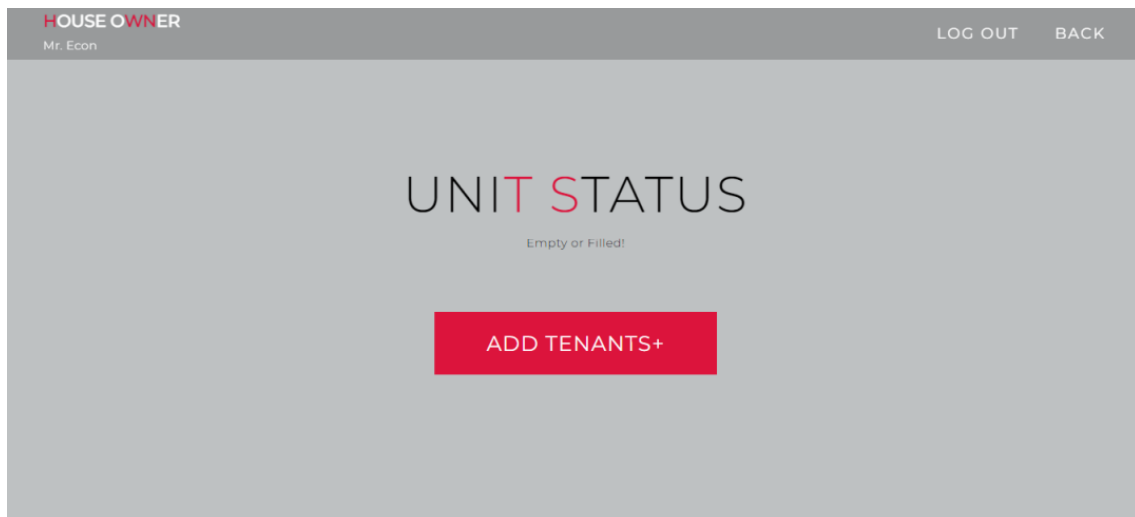 HOUSE OWNER
Mr. Econ
LOG OUT BACK
UNIT STATUS
Empty or Filled!
ADD TENANTS+